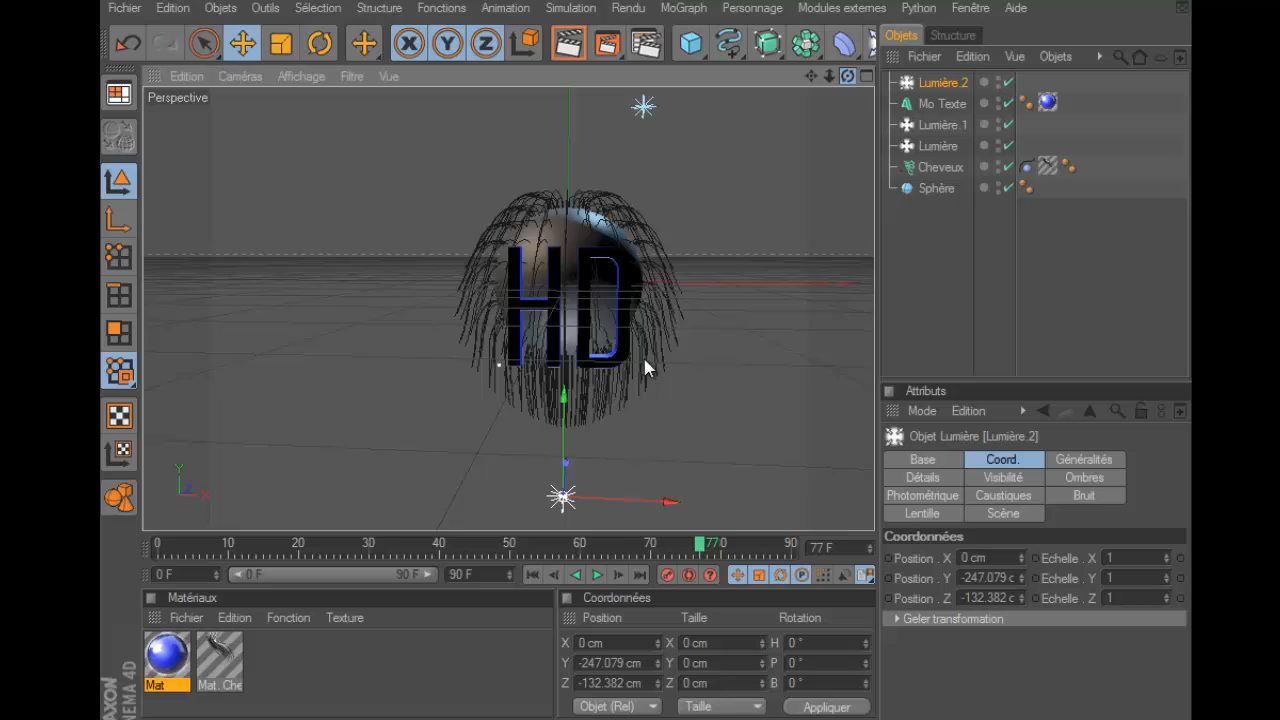 Fichier Edition Objets Outils Sélection Structure Fonctions Animation Simulation Rendu MoGraph Personnage Modules externes Python Fenêtre Aide
X Y Z
Objets Structure
Fichier Edition Vue Objets
Edition Caméras Affichage Filtre Vue
Perspective
Lumière.2
Mo Texte
Lumière.1
Lumière
Cheveux
Sphère
HD
Y
Z X
Attributs
Mode Edition
Objet Lumière [Lumière.2]
Base Coord. Généralités
Détails Visibilité Ombres
Photométrique Caustiques Bruit
Lentille Scène
Coordonnées
Position . X 0 cm Echelle . X 1
Position . Y -247.079 c Echelle . Y 1
Position . Z -132.382 c Echelle . Z 1
Geler transformation
0 10 20 30 40 50 60 70 770 90 77 F
0 F 0 F 90 F 90 F
Matériaux
Fichier Edition Fonction Texture
Mat Mat. Che
Coordonnées
Position Taille Rotation
X 0 cm X 0 cm H 0 °
Y -247.079 cm Y 0 cm P 0 °
Z -132.382 cm Z 0 cm B 0 °
Objet (Rel) Taille Appliquer
AXON
INEMA 4D